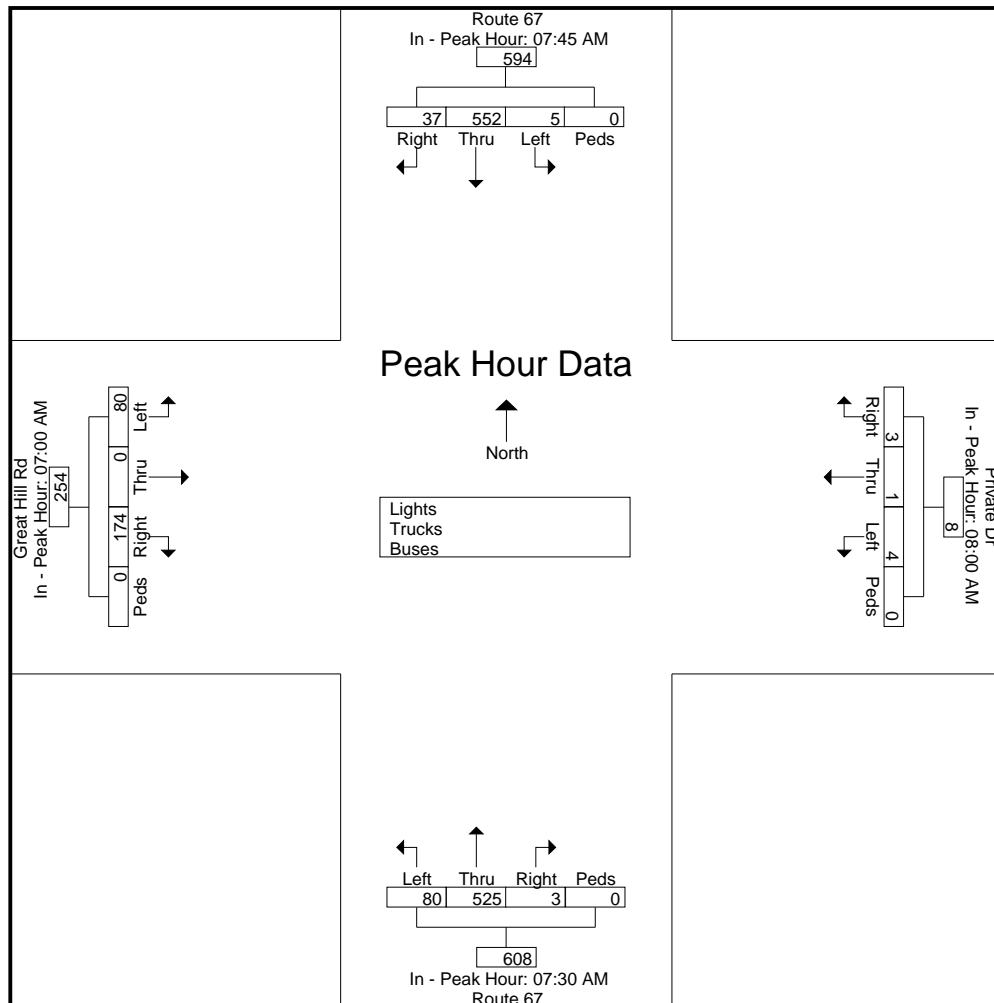 Route 67
In - Peak Hour: 07:45 AM
594
37 552 5 0
Right Thru Left Peds
Peak Hour Data
North
Lights
Trucks
Buses
Great Hill Rd
In - Peak Hour: 07:00 AM
254
80 0 174 0
Left Thru Right Peds
Right Thru Left Peds
3 1 4 0
8
In - Peak Hour: 08:00 AM
Private Dr
Left Thru Right Peds
80 525 3 0
608
In - Peak Hour: 07:30 AM
Route 67